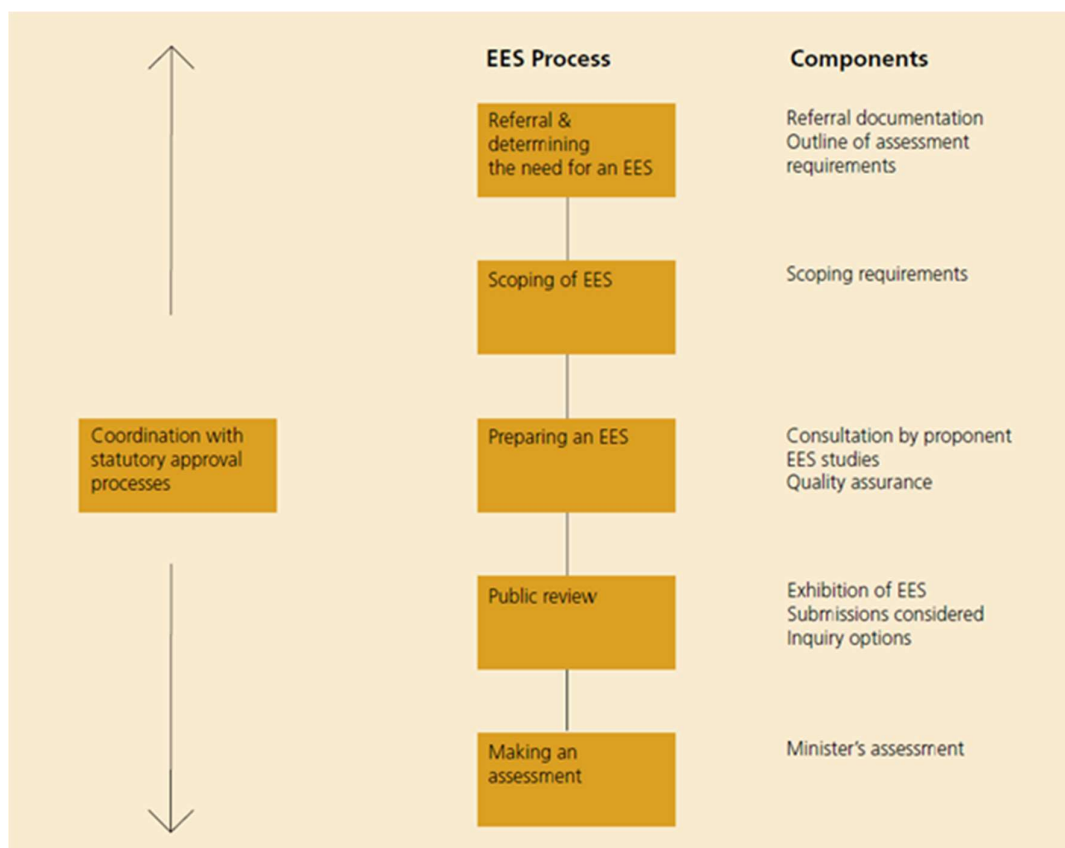 EES Process
Components
Referral &
determining
the need for an EES
Referral documentation
Outline of assessment
requirements
Scoping of EES
Scoping requirements
Coordination with
statutory approval
processes
Preparing an EES
Consultation by proponent
EES studies
Quality assurance
Public review
Exhibition of EES
Submissions considered
Inquiry options
Making an
assessment
Minister's assessment